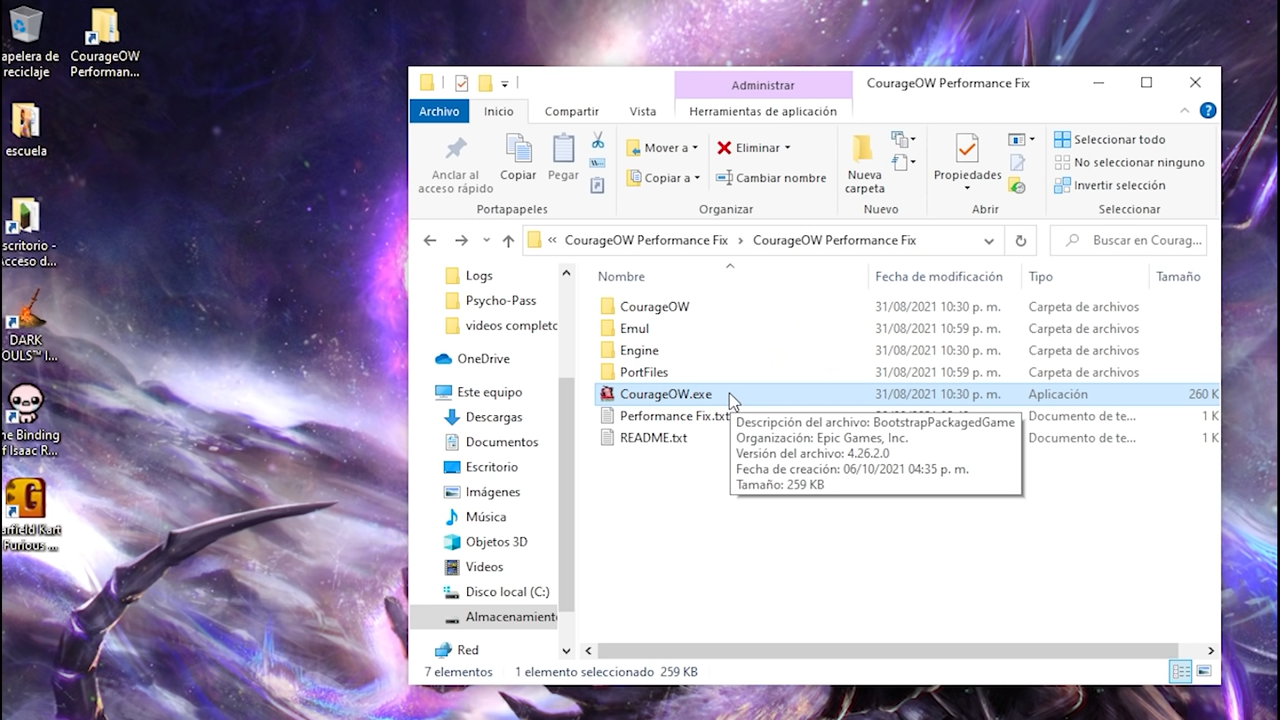 apelera de
reciclaje
CourageOW
Performan...
escuela
scritorio -
Acceso d...
DARK
OULS™ I...
he Binding
f Isaac R...
arfield Kart
Furious ...
Administrar
CourageOW Performance Fix
Archivo
Inicio
Compartir
Vista
Herramientas de aplicación
Anclar al
acceso rápido
Copiar
Pegar
Mover a
Copiar a
Eliminar
Cambiar nombre
Nueva
carpeta
Propiedades
Seleccionar todo
No seleccionar ninguno
Invertir selección
Portapapeles
Organizar
Nuevo
Abrir
Seleccionar
« CourageOW Performance Fix > CourageOW Performance Fix
Buscar en Courag...
Logs
Psycho-Pass
videos completo
OneDrive
Este equipo
Descargas
Documentos
Escritorio
Imágenes
Música
Objetos 3D
Videos
Disco local (C:)
Almacenamiento
Red
Nombre Fecha de modificación Tipo Tamaño
CourageOW 31/08/2021 10:30 p. m. Carpeta de archivos
Emul 31/08/2021 10:59 p. m. Carpeta de archivos
Engine 31/08/2021 10:30 p. m. Carpeta de archivos
PortFiles 31/08/2021 10:59 p. m. Carpeta de archivos
CourageOW.exe 31/08/2021 10:30 p. m. Aplicación 260 K
Performance Fix.txt Documento de te... 1 K
README.txt Documento de te... 1 K
Descripción del archivo: BootstrapPackagedGame
Organización: Epic Games, Inc.
Versión del archivo: 4.26.2.0
Fecha de creación: 06/10/2021 04:35 p. m.
Tamaño: 259 KB
7 elementos 1 elemento seleccionado 259 KB